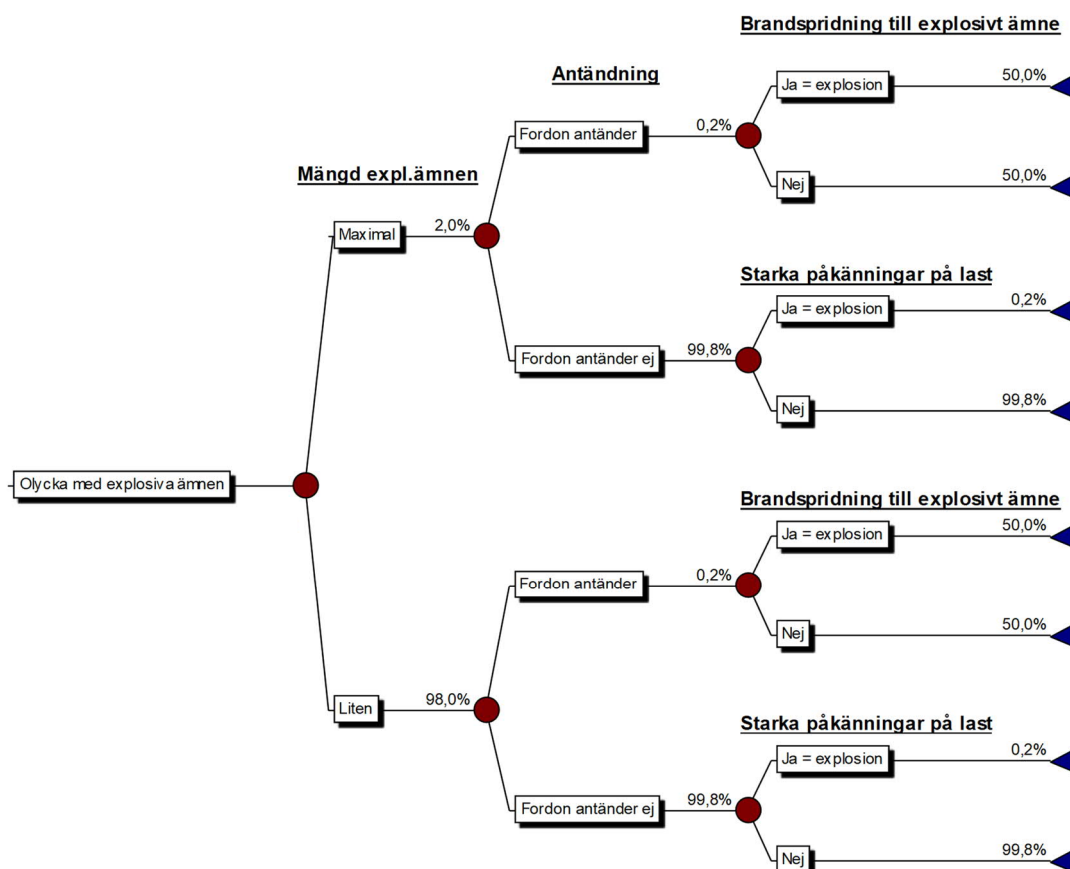 Brandspridning till explosivt ämne
Antändning
Ja = explosion 50,0%
Fordon antänder 0,2%
Mängd expl.ämnen
Nej 50,0%
Maximal 2,0%
Starka påkänningar på last
Ja = explosion 0,2%
Fordon antänder ej 99,8%
Nej 99,8%
Olycka med explosiva ämnen
Brandspridning till explosivt ämne
Ja = explosion 50,0%
Fordon antänder 0,2%
Nej 50,0%
Liten 98,0%
Starka påkänningar på last
Ja = explosion 0,2%
Fordon antänder ej 99,8%
Nej 99,8%